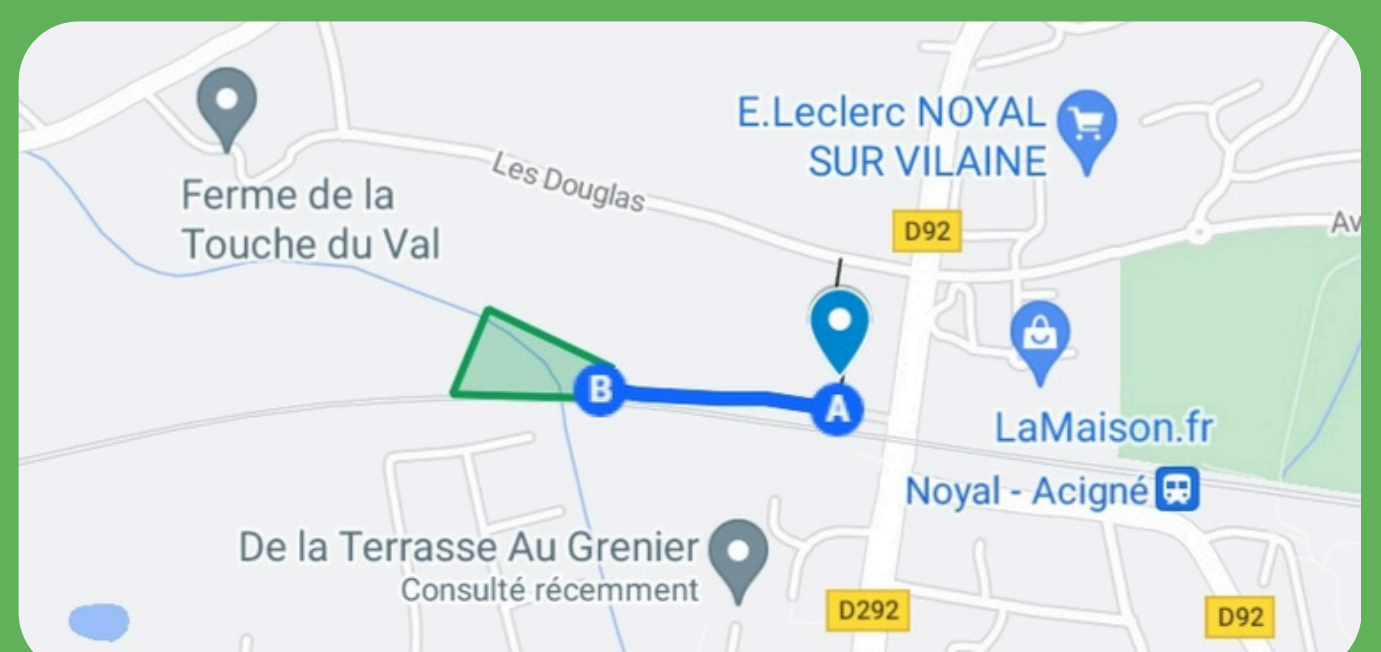 E.Leclerc NOYAL
SUR VILAINE
Les Douglas
Ferme de la
Touche du Val
D92
Av
B
A
LaMaison.fr
Noyal - Acigné
De la Terrasse Au Grenier
Consulté récemment
D292
D92